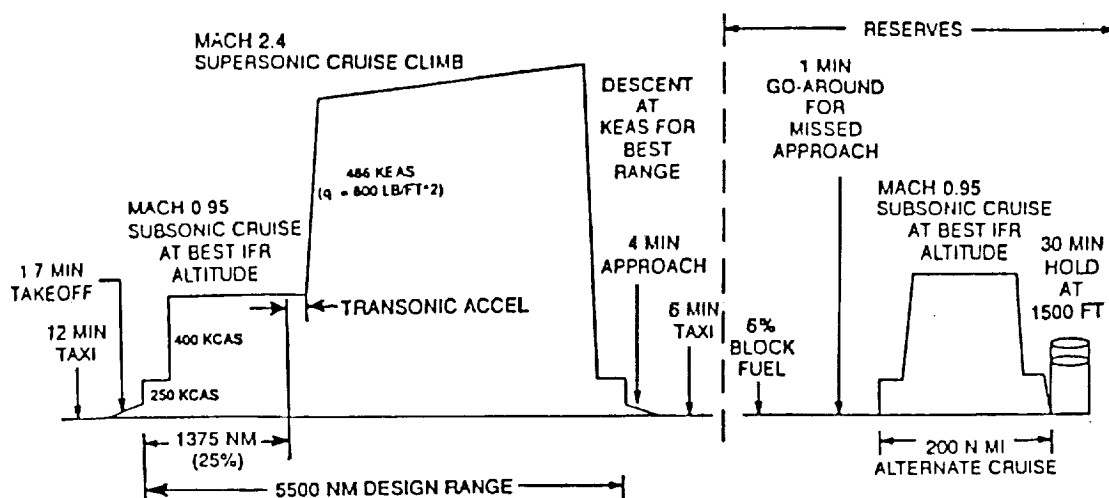 MACH 2.4
SUPERSONIC CRUISE CLIMB
RESERVES
1 MIN
GO-AROUND
FOR
MISSED
APPROACH
DESCENT
AT
KEAS FOR
BEST
RANGE
486 KEAS
(q = 800 LB/FT^2)
MACH 0.95
SUBSONIC CRUISE
AT BEST IFR
ALTITUDE
MACH 0.95
SUBSONIC CRUISE
AT BEST IFR
ALTITUDE
1.7 MIN
TAKEOFF
4 MIN
APPROACH
30 MIN
HOLD
AT
1500 FT
12 MIN
TAXI
TRANSONIC ACCEL
6 MIN
TAXI
6%
BLOCK
FUEL
400 KCAS
250 KCAS
1375 NM
(25%)
200 N MI
ALTERNATE CRUISE
5500 NM DESIGN RANGE